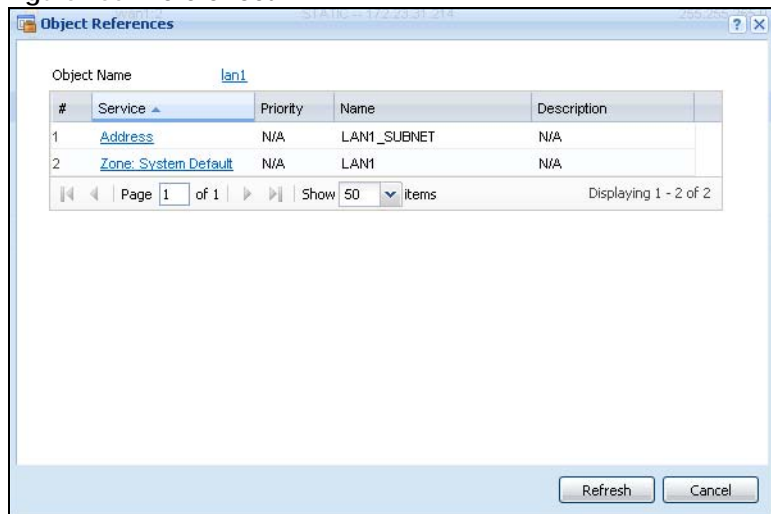 Object References
Object Name lan1
# Service Priority Name Description
1 Address N/A LAN1_SUBNET N/A
2 Zone: System Default N/A LAN1 N/A
Page 1 of 1 Show 50 items Displaying 1 - 2 of 2
Refresh Cancel